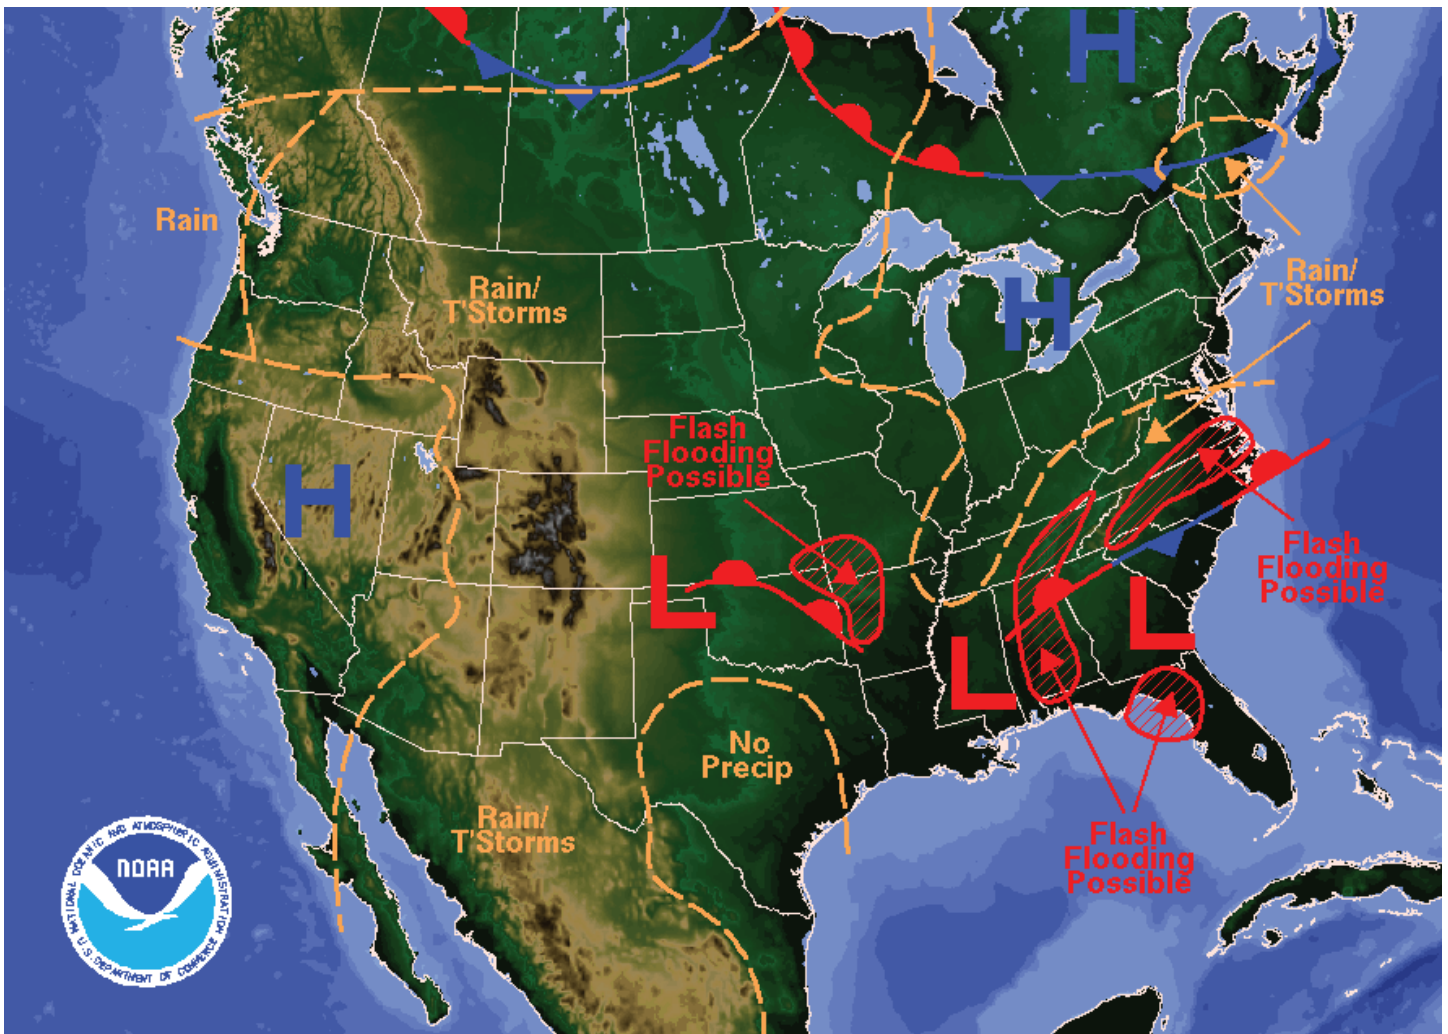 H
Rain
Rain/
T'Storms
H
Rain/
T'Storms
Flash
Flooding
Possible
H
L
Flash
Flooding
Possible
L
L
No
Precip
Rain/
T'Storms
Flash
Flooding
Possible
NATIONAL OCEANIC AND ATMOSPHERIC ADMINISTRATION
NOAA
U.S. DEPARTMENT OF COMMERCE